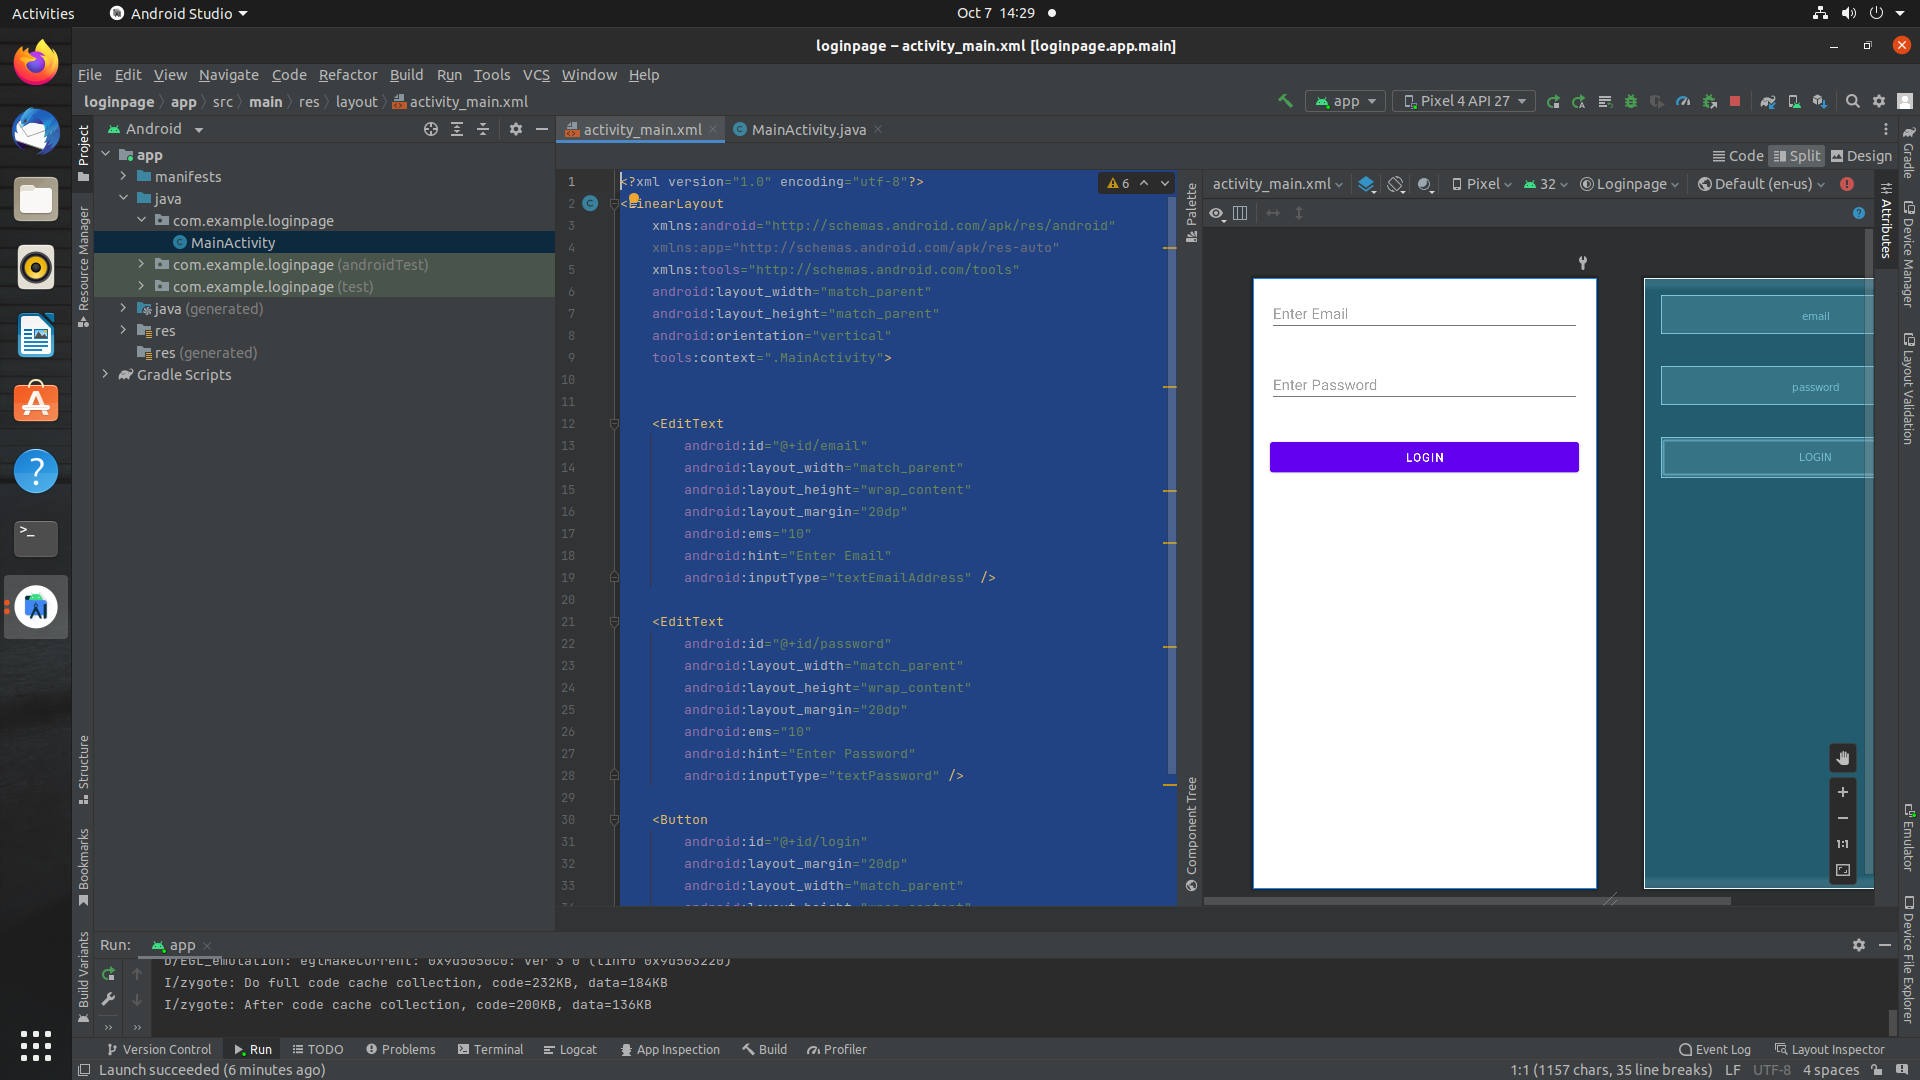 Activities
Android Studio
Oct 7 14:29
loginpage – activity_main.xml [loginpage.app.main]
File Edit View Navigate Code Refactor Build Run Tools VCS Window Help
loginpage app src main res layout activity_main.xml
app
Pixel 4 API 27
Android
activity_main.xml
MainActivity.java
Code Split Design
Project
Resource Manager
Structure
Bookmarks
Build Variants
app
manifests
java
com.example.loginpage
MainActivity
com.example.loginpage (androidTest)
com.example.loginpage (test)
java (generated)
res
res (generated)
Gradle Scripts
6
1 <?xml version="1.0" encoding="utf-8"?>
2 <LinearLayout
3 xmlns:android="http://schemas.android.com/apk/res/android"
4 xmlns:app="http://schemas.android.com/apk/res-auto"
5 xmlns:tools="http://schemas.android.com/tools"
6 android:layout_width="match_parent"
7 android:layout_height="match_parent"
8 android:orientation="vertical"
9 tools:context=".MainActivity">
10
11
12 <EditText
13 android:id="@+id/email"
14 android:layout_width="match_parent"
15 android:layout_height="wrap_content"
16 android:layout_margin="20dp"
17 android:ems="10"
18 android:hint="Enter Email"
19 android:inputType="textEmailAddress" />
20
21 <EditText
22 android:id="@+id/password"
23 android:layout_width="match_parent"
24 android:layout_height="wrap_content"
25 android:layout_margin="20dp"
26 android:ems="10"
27 android:hint="Enter Password"
28 android:inputType="textPassword" />
29
30 <Button
31 android:id="@+id/login"
32 android:layout_margin="20dp"
33 android:layout_width="match_parent"
Palette
Component Tree
activity_main.xml
Pixel
32
Loginpage
Default (en-us)
Enter Email
Enter Password
LOGIN
email
password
LOGIN
1:1
Gradle
Attributes
Device Manager
Layout Validation
Emulator
Device File Explorer
Run: app
D/EGL_emulation: eglMakeCurrent: 0x9d5050c0: ver 3 0 (tinfo 0x9d503220)
I/zygote: Do full code cache collection, code=232KB, data=184KB
I/zygote: After code cache collection, code=200KB, data=136KB
Version Control Run TODO Problems Terminal Logcat App Inspection Build Profiler
Event Log Layout Inspector
Launch succeeded (6 minutes ago)
1:1 (1157 chars, 35 line breaks) LF UTF-8 4 spaces